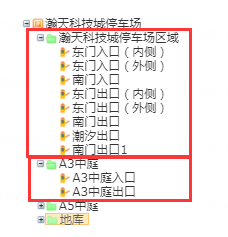 瀚天科技城停车场
瀚天科技城停车场区域
东门入口（内侧）
东门入口（外侧）
南门入口
东门出口（内侧）
东门出口（外侧）
南门出口
潮汐出口
南门出口1
A3中庭
A3中庭入口
A3中庭出口
A5中庭
地库